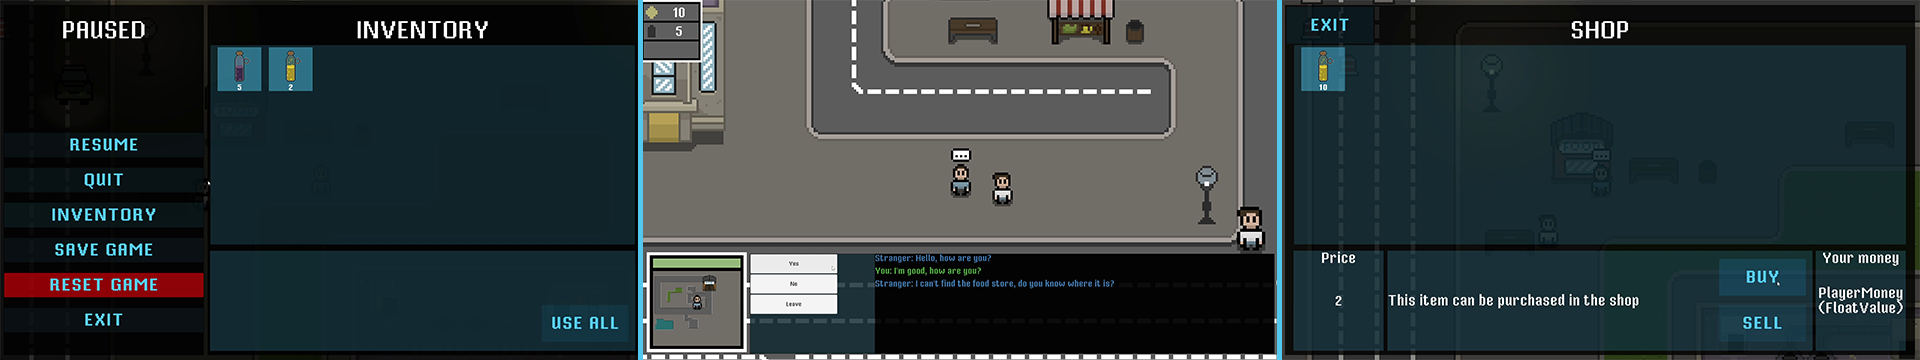 PAUSED
INVENTORY
5
2
RESUME
QUIT
INVENTORY
SAVE GAME
RESET GAME
EXIT
USE ALL
10
5
Yes
No
Leave
Stranger: Hello, how are you?
You: I'm good, how are you?
Stranger: I can't find the food store, do you know where it is?
EXIT
SHOP
10
Price
2
This item can be purchased in the shop
BUY
SELL
Your money
PlayerMoney
(FloatValue)